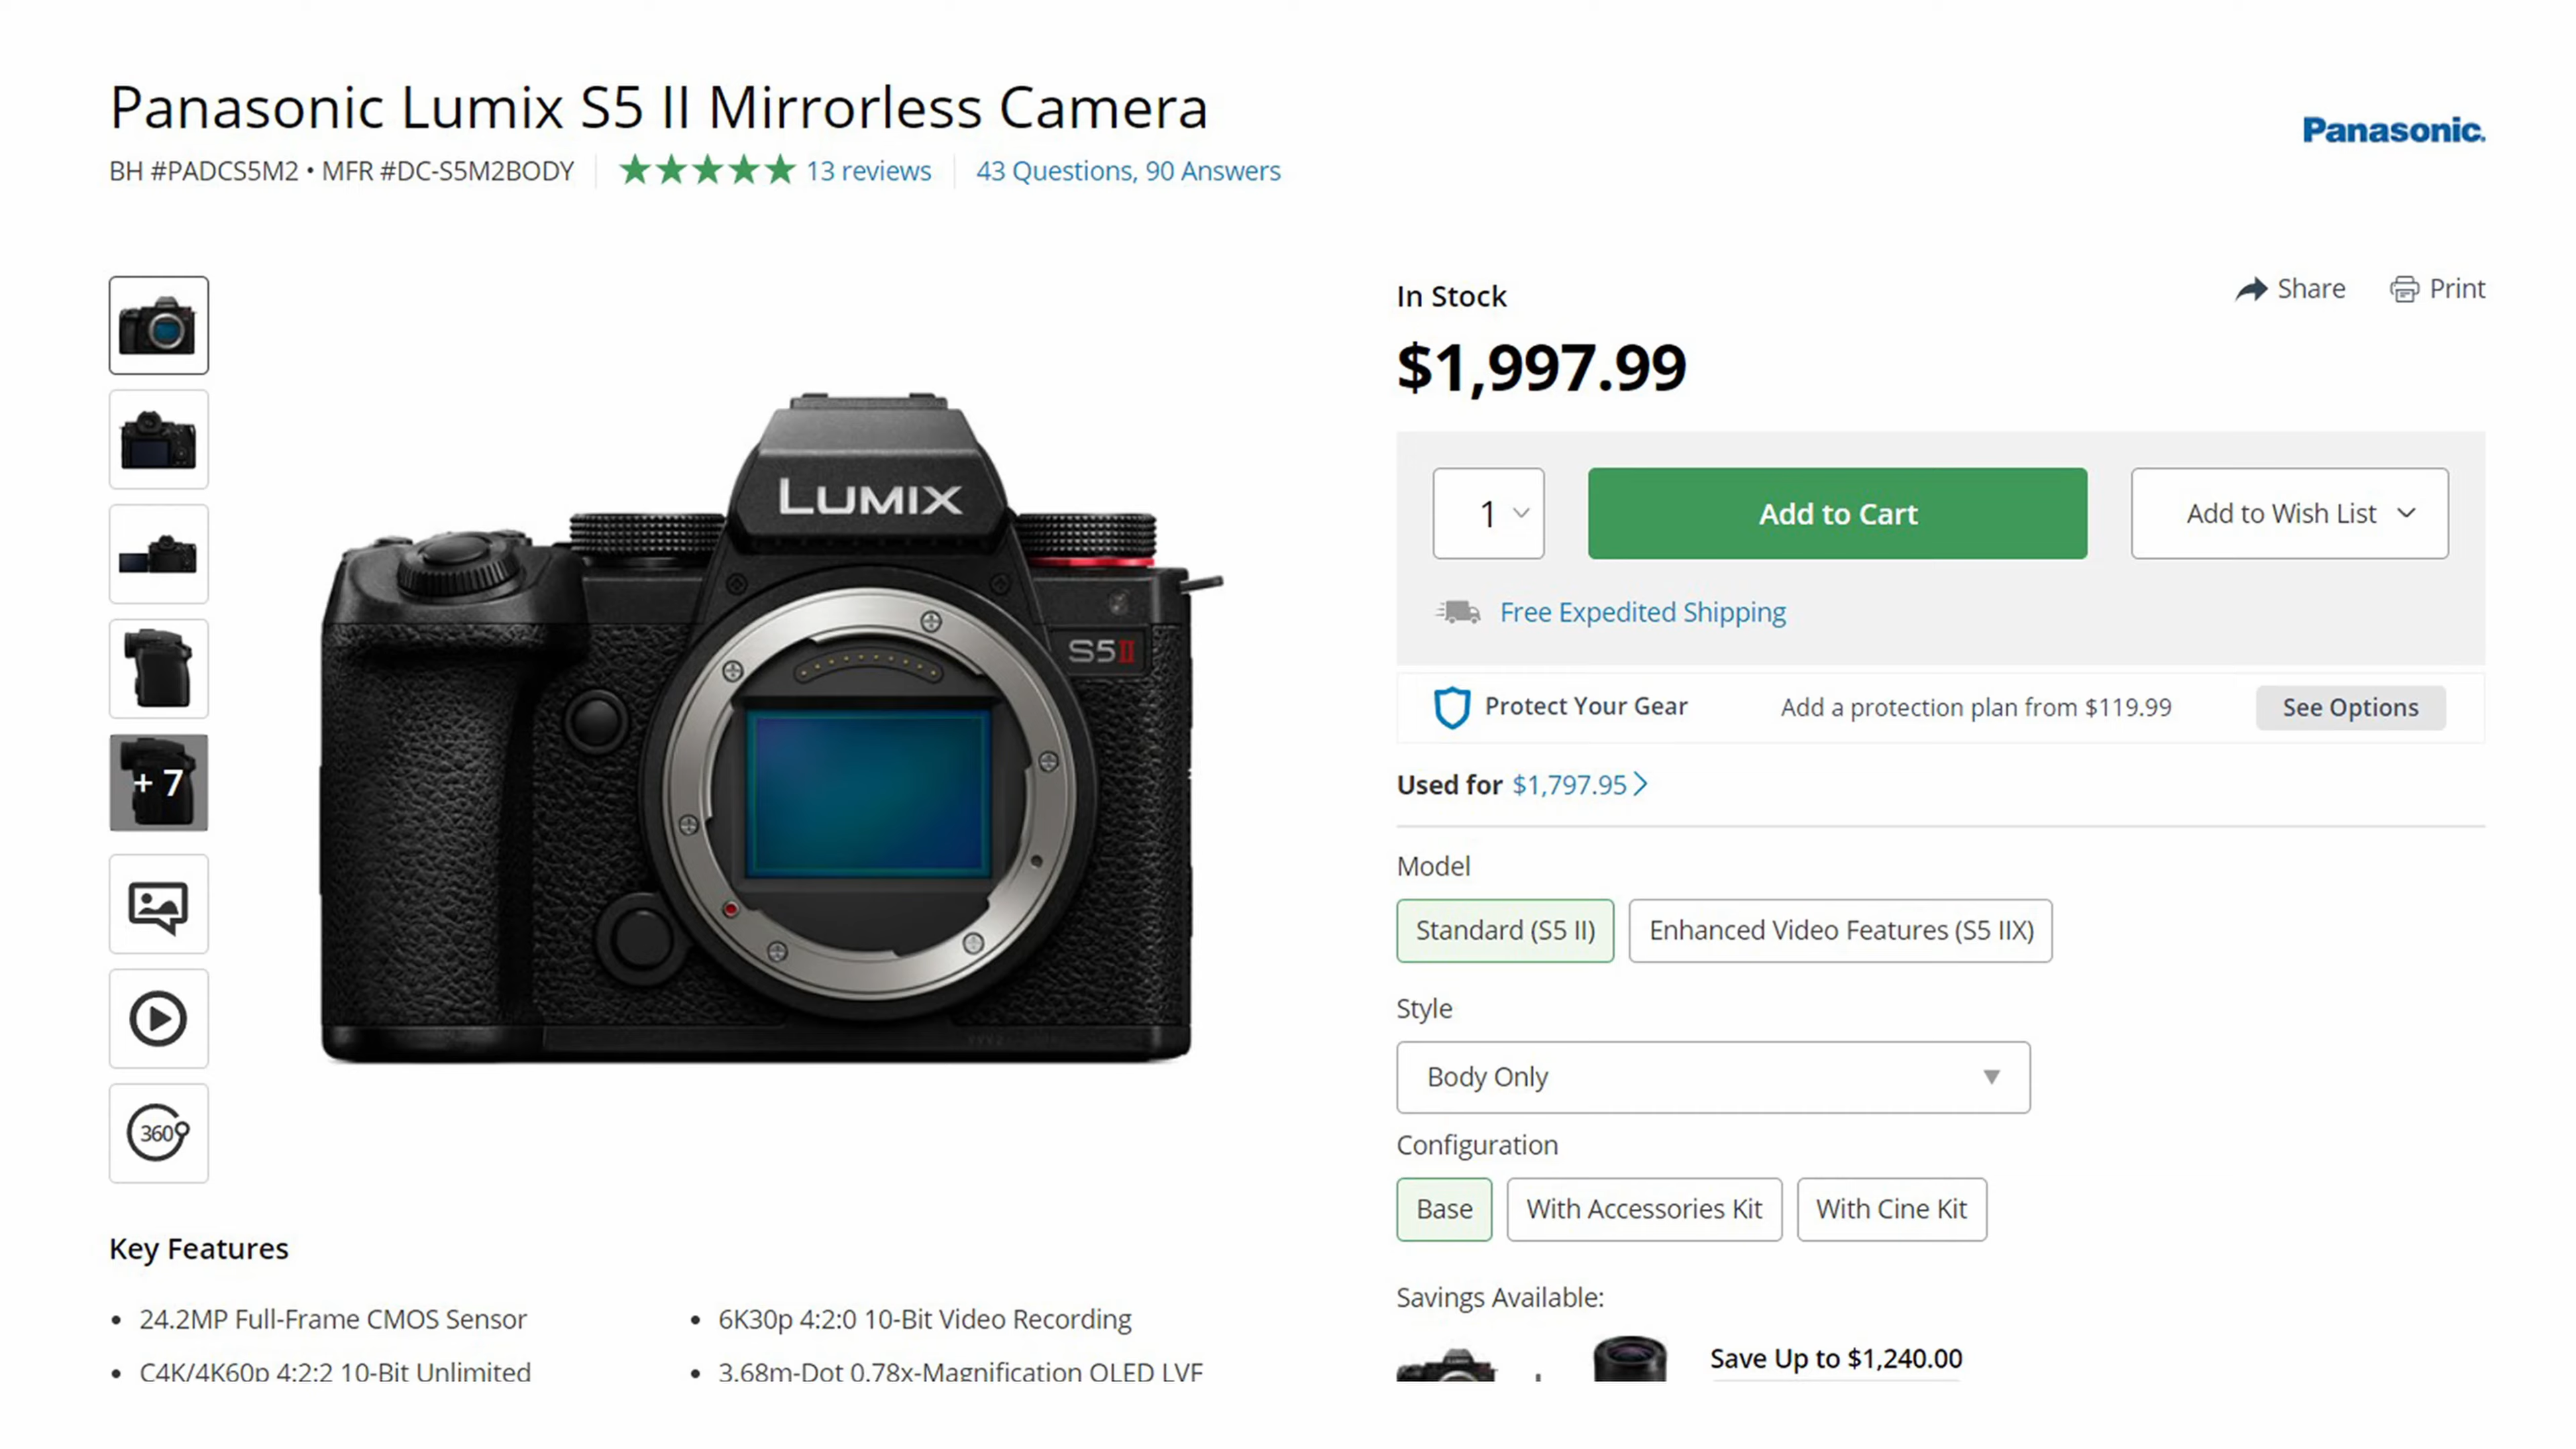 Panasonic Lumix S5 II Mirrorless Camera
Panasonic
BH #PADCS5M2 • MFR #DC-S5M2BODY
13 reviews
43 Questions, 90 Answers
In Stock
Share
Print
$1,997.99
1
Add to Cart
Add to Wish List
Free Expedited Shipping
Protect Your Gear
Add a protection plan from $119.99
See Options
Used for $1,797.95
LUMIX
S5II
+ 7
360
Model
Standard (S5 II)
Enhanced Video Features (S5 IIX)
Style
Body Only
Configuration
Base
With Accessories Kit
With Cine Kit
Savings Available:
Save Up to $1,240.00
Key Features
• 24.2MP Full-Frame CMOS Sensor
• 6K30p 4:2:0 10-Bit Video Recording
• C4K/4K60p 4:2:2 10-Bit Unlimited
• 3.68m-Dot 0.78x-Magnification OLED LVF